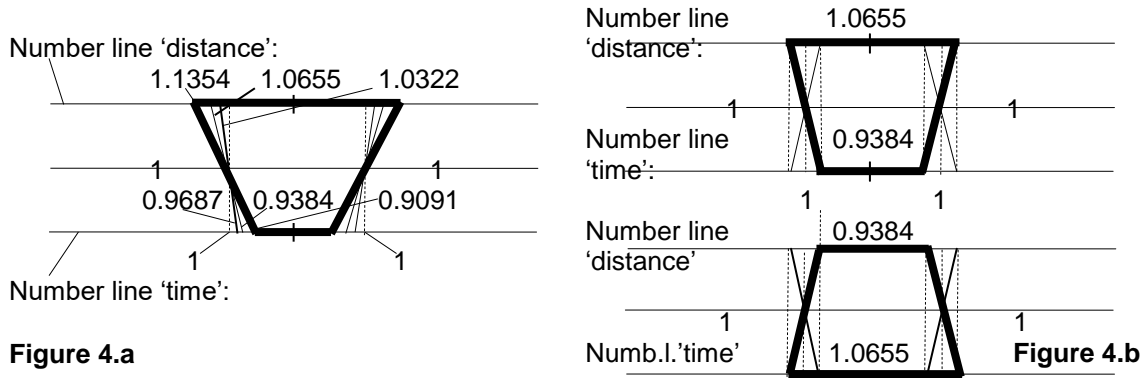 Number line ‘distance’:
1.1354 1.0655 1.0322
1 1
0.9687 0.9384 0.9091
1 1
Number line ‘time’:
Figure 4.a
Number line
‘distance’:
1.0655
1 1
Number line
‘time’:
0.9384
1 1
Number line
‘distance’
0.9384
1 1
Numb.l.’time’
1.0655
Figure 4.b